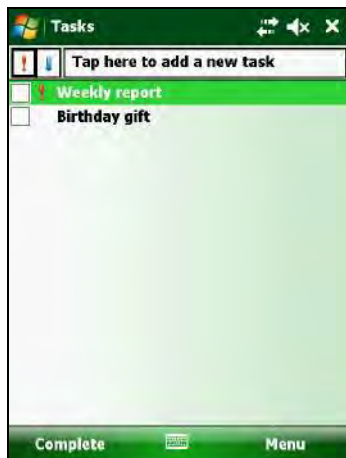 Tasks
Tap here to add a new task
Weekly report
Birthday gift
Complete
Menu